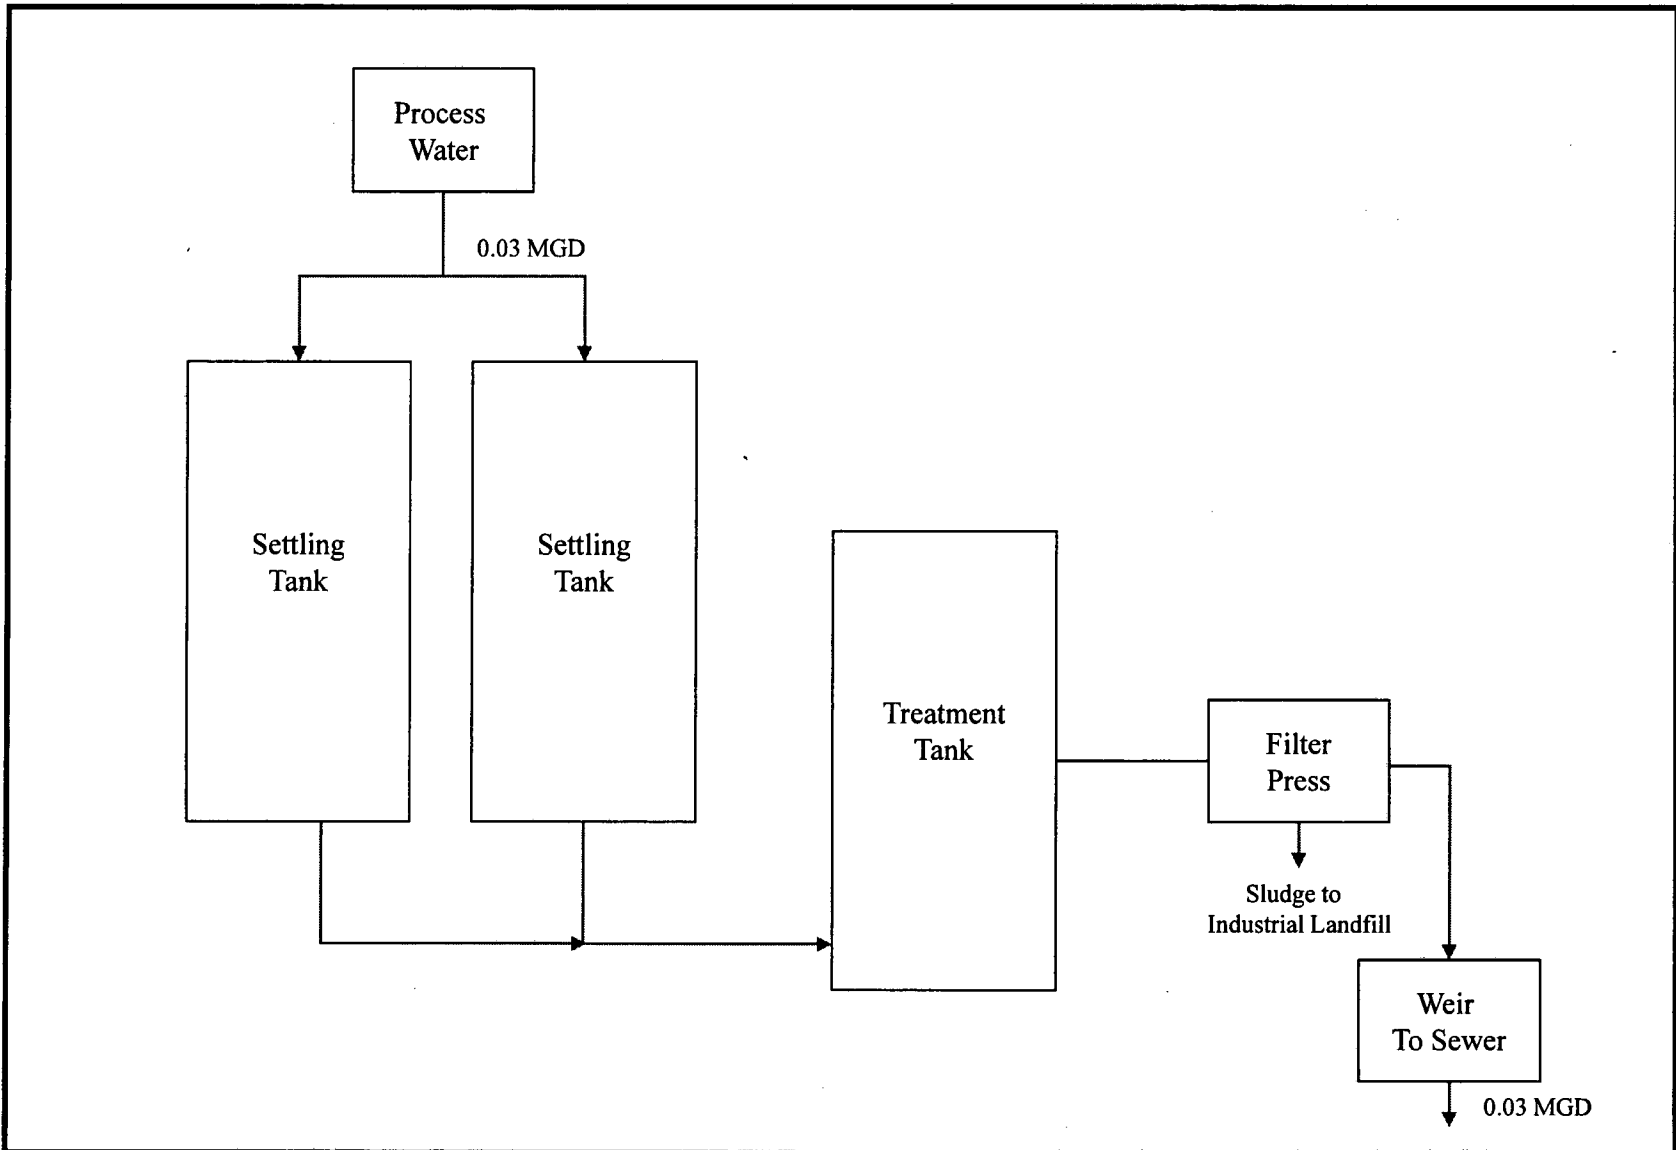 Process
Water
0.03 MGD
Settling
Tank
Settling
Tank
Treatment
Tank
Filter
Press
Sludge to
Industrial Landfill
Weir
To Sewer
0.03 MGD